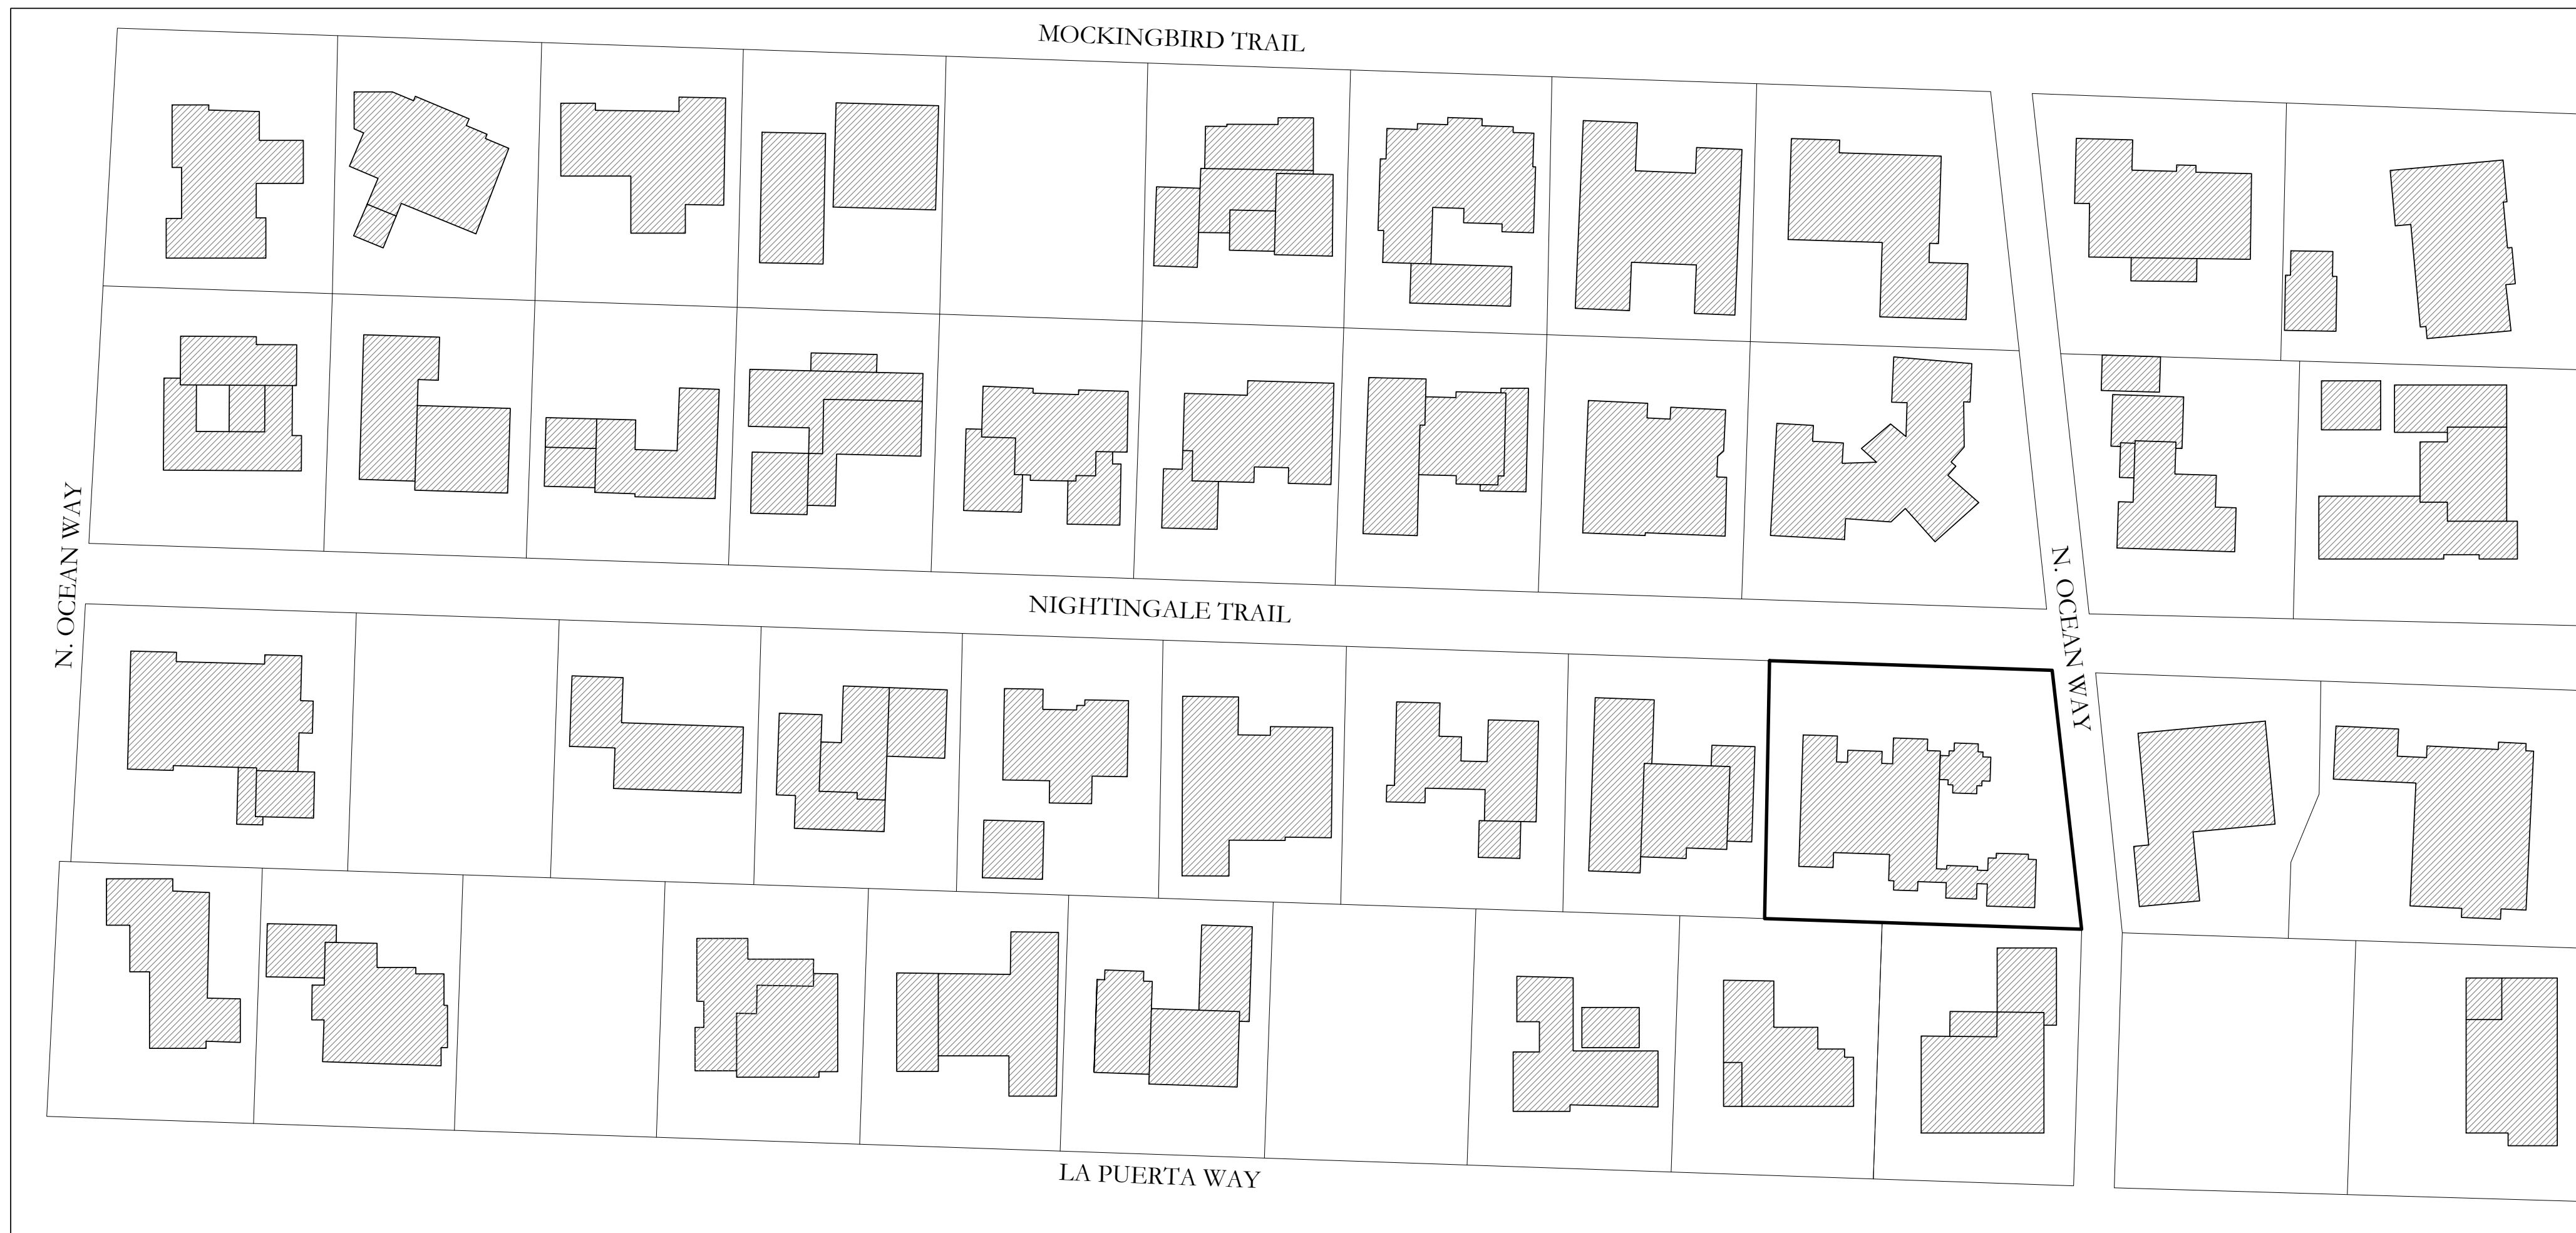 MOCKINGBIRD TRAIL
N. OCEAN WAY
NIGHTINGALE TRAIL
N. OCEAN WAY
LA PUERTA WAY